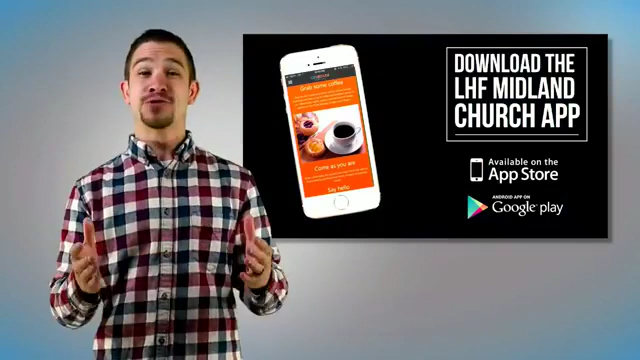 Grab some coffee
Come as you are
Say hello
DOWNLOAD THE
LHF MIDLAND
CHURCH APP
Available on the
App Store
ANDROID APP ON
Google play